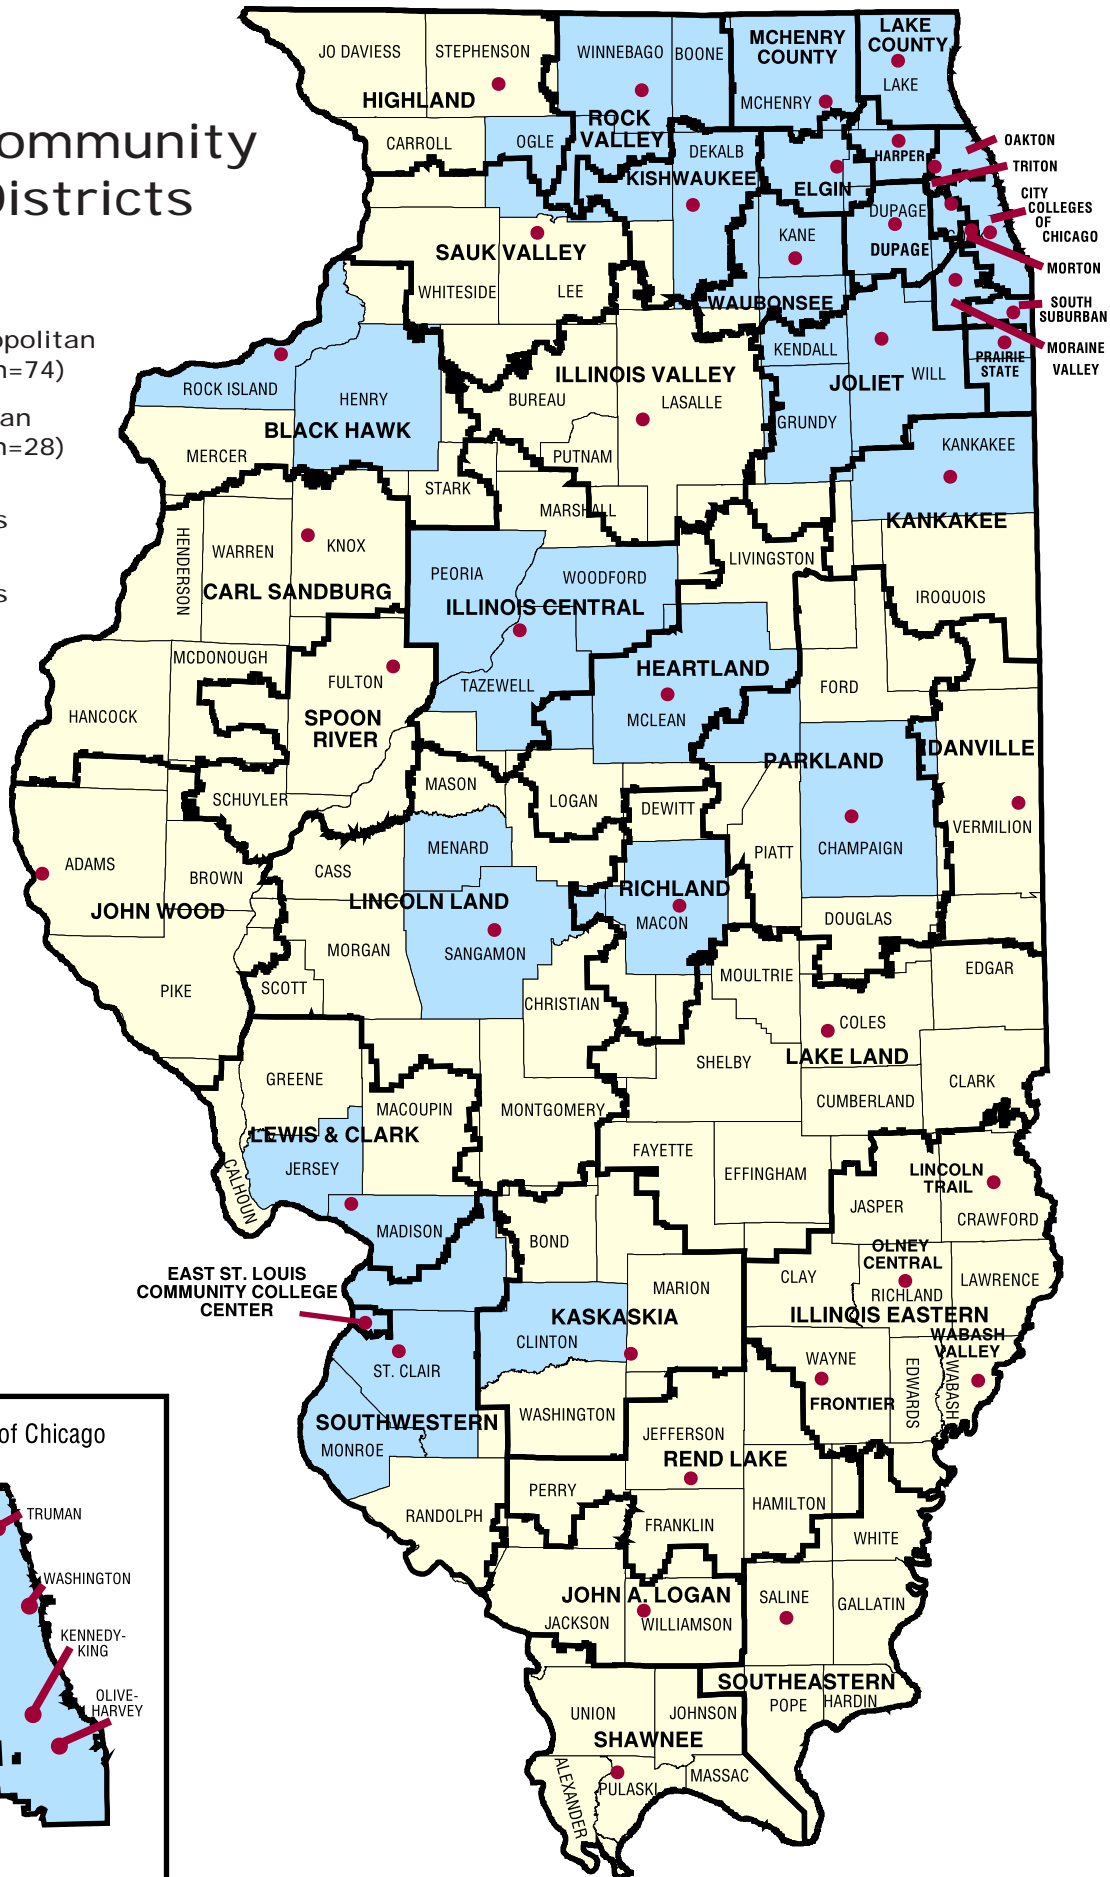 ommunity
istricts
opolitan
n=74)
an
n=28)
s
s
JO DAVIESS
STEPHENSON
HIGHLAND
CARROLL
WINNEBAGO
BOONE
ROCK
VALLEY
OGLE
MCHENRY
COUNTY
MCHENRY
LAKE
COUNTY
LAKE
DEKALB
KISHWAUKEE
ELGIN
HARPER
OAKTON
TRITON
CITY
COLLEGES
OF
CHICAGO
KANE
DUPAGE
DUPAGE
MORTON
SAUK VALLEY
WHITESIDE
LEE
WAUBONSEE
SOUTH
SUBURBAN
MORAINE
VALLEY
PRAIRIE
STATE
KENDALL
JOLIET
WILL
GRUNDY
ROCK ISLAND
HENRY
BLACK HAWK
MERCER
ILLINOIS VALLEY
BUREAU
LASALLE
PUTNAM
STARK
MARSHALL
KANKAKEE
KANKAKEE
HENDERSON
WARREN
KNOX
CARL SANDBURG
PEORIA
WOODFORD
ILLINOIS CENTRAL
TAZEWELL
LIVINGSTON
IROQUOIS
MCDONOUGH
HANCOCK
FULTON
SPOON
RIVER
HEARTLAND
MCLEAN
FORD
PARKLAND
DANVILLE
VERMILION
CHAMPAIGN
SCHUYLER
MASON
LOGAN
DEWITT
PIATT
ADAMS
BROWN
JOHN WOOD
PIKE
CASS
MENARD
LINCOLN LAND
SANGAMON
MORGAN
SCOTT
RICHLAND
MACON
DOUGLAS
EDGAR
MOULTRIE
CHRISTIAN
COLES
LAKE LAND
SHELBY
CLARK
CUMBERLAND
GREENE
MACOUPIN
MONTGOMERY
LEWIS & CLARK
JERSEY
CALHOUN
FAYETTE
EFFINGHAM
LINCOLN
TRAIL
JASPER
CRAWFORD
MADISON
BOND
OLNEY
CENTRAL
RICHLAND
CLAY
LAWRENCE
ILLINOIS EASTERN
WABASH
VALLEY
EAST ST. LOUIS
COMMUNITY COLLEGE
CENTER
MARION
KASKASKIA
CLINTON
ST. CLAIR
WAYNE
FRONTIER
EDWARDS
WABASH
WASHINGTON
SOUTHWESTERN
MONROE
JEFFERSON
REND LAKE
RANDOLPH
PERRY
FRANKLIN
HAMILTON
WHITE
JOHN A. LOGAN
JACKSON
WILLIAMSON
SALINE
GALLATIN
SOUTHEASTERN
POPE
HARDIN
UNION
JOHNSON
SHAWNEE
ALEXANDER
PULASKI
MASSAC
of Chicago
TRUMAN
WASHINGTON
KENNEDY-
KING
OLIVE-
HARVEY